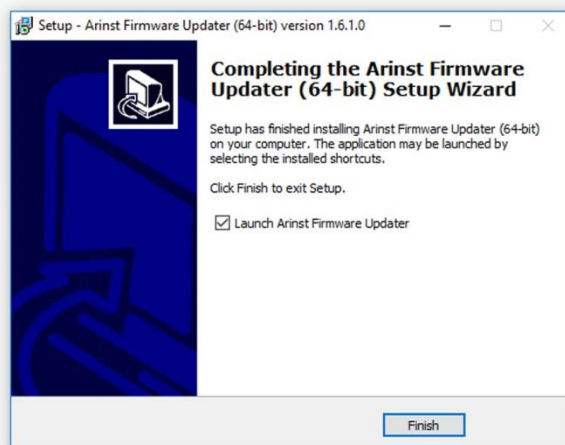 Setup - Arinst Firmware Updater (64-bit) version 1.6.1.0
Completing the Arinst Firmware
Updater (64-bit) Setup Wizard
Setup has finished installing Arinst Firmware Updater (64-bit)
on your computer. The application may be launched by
selecting the installed shortcuts.
Click Finish to exit Setup.
Launch Arinst Firmware Updater
Finish